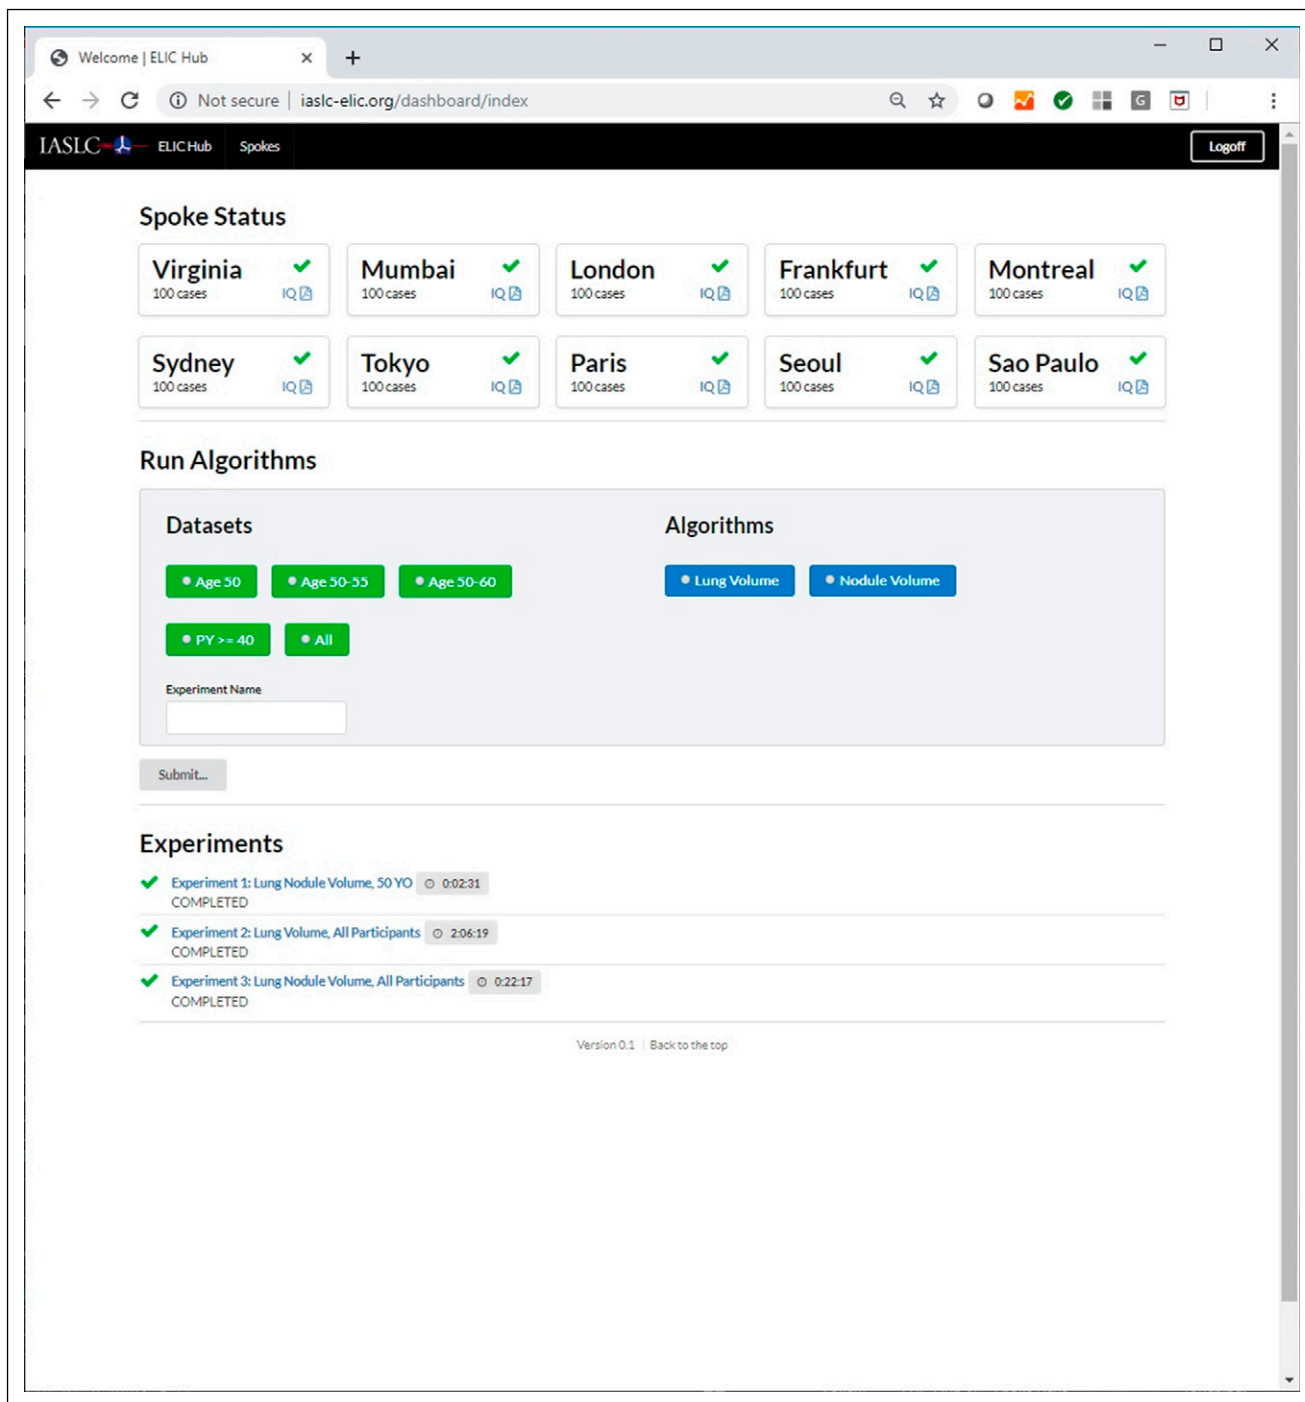 Welcome | ELIC Hub
Not secure | iaslc-elic.org/dashboard/index
IASLC ELIC Hub Spokes Logoff
Spoke Status
Virginia Mumbai London Frankfurt Montreal
100 cases IQ 100 cases IQ 100 cases IQ 100 cases IQ 100 cases IQ
Sydney Tokyo Paris Seoul Sao Paulo
100 cases IQ 100 cases IQ 100 cases IQ 100 cases IQ 100 cases IQ
Run Algorithms
Datasets Algorithms
Age 50 Age 50-55 Age 50-60 Lung Volume Nodule Volume
PY >= 40 All
Experiment Name
Submit...
Experiments
Experiment 1: Lung Nodule Volume, 50 YO 0:02:31
COMPLETED
Experiment 2: Lung Volume, All Participants 2:06:19
COMPLETED
Experiment 3: Lung Nodule Volume, All Participants 0:22:17
COMPLETED
Version 0.1 | Back to the top